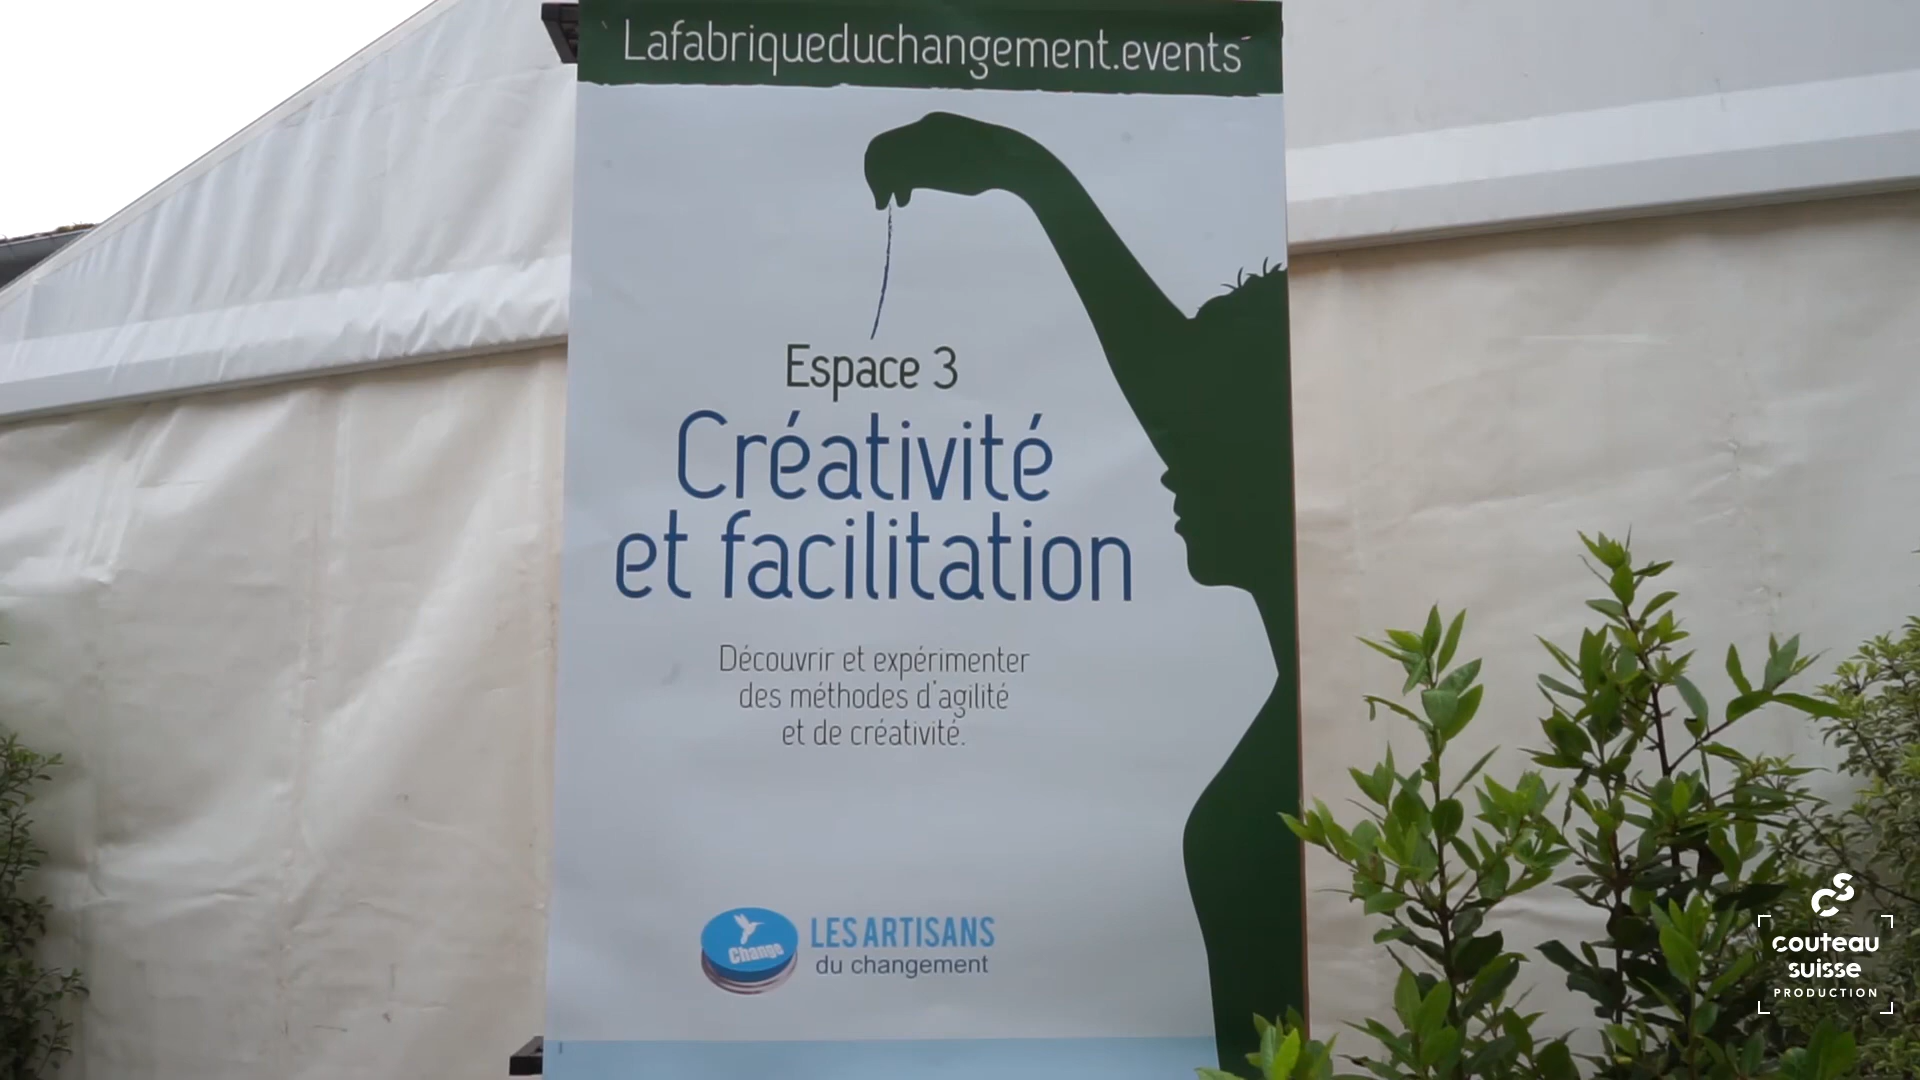 Lafabriqueduchangement.events
Espace 3
Créativité
et facilitation
Découvrir et expérimenter
des méthodes d'agilité
et de créativité.
Change
LES ARTISANS
du changement
couteau
suisse
PRODUCTION